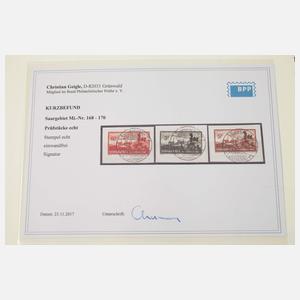 Christian Geigle, D-82031 Grünwald
Mitglied im Bund Philatelistischer Prüfer e. V.
BPP
KURZBEFUND
Saargebiet Mi.-Nr. 168 - 170
Prüfstücke echt
Stempel echt
einwandfrei
Signatur
Datum: 23.11.2017
Unterschrift: